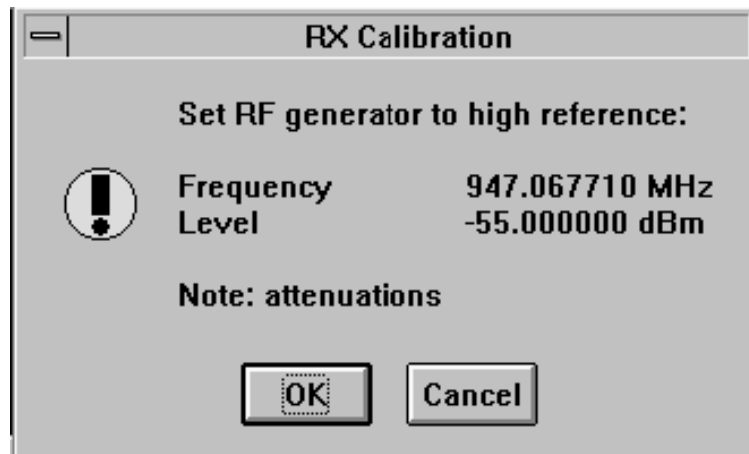 RX Calibration
Set RF generator to high reference:
Frequency 947.067710 MHz
Level -55.000000 dBm
Note: attenuations
OK Cancel